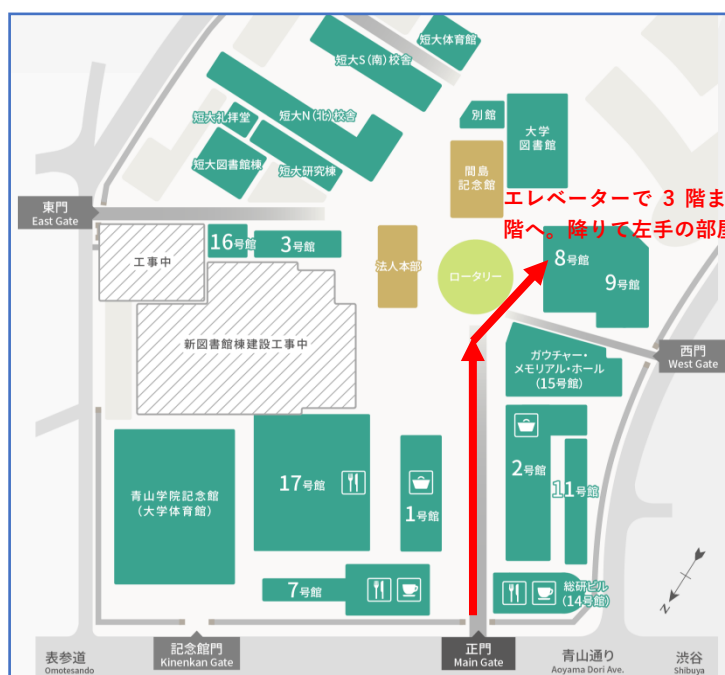 短大体育館
短大S(南)校舎
短大N(北)校舎
短大礼拝堂
短大図書館棟
短大研究棟
別館
大学
図書館
間島
記念館
エレベーターで 3 階ま
階へ。降りて左手の部屋
東門
East Gate
16号館
3号館
工事中
法人本部
ロータリー
8号館
9号館
新図書館棟建設工事中
ガウチャー・
メモリアル・ホール
(15号館)
西門
West Gate
青山学院記念館
(大学体育館)
17号館
1号館
2号館
11号館
7号館
総研ビル
(14号館)
N
表参道
Omotesando
記念館門
Kinenkan Gate
正門
Main Gate
青山通り
Aoyama Dori Ave.
渋谷
Shibuya